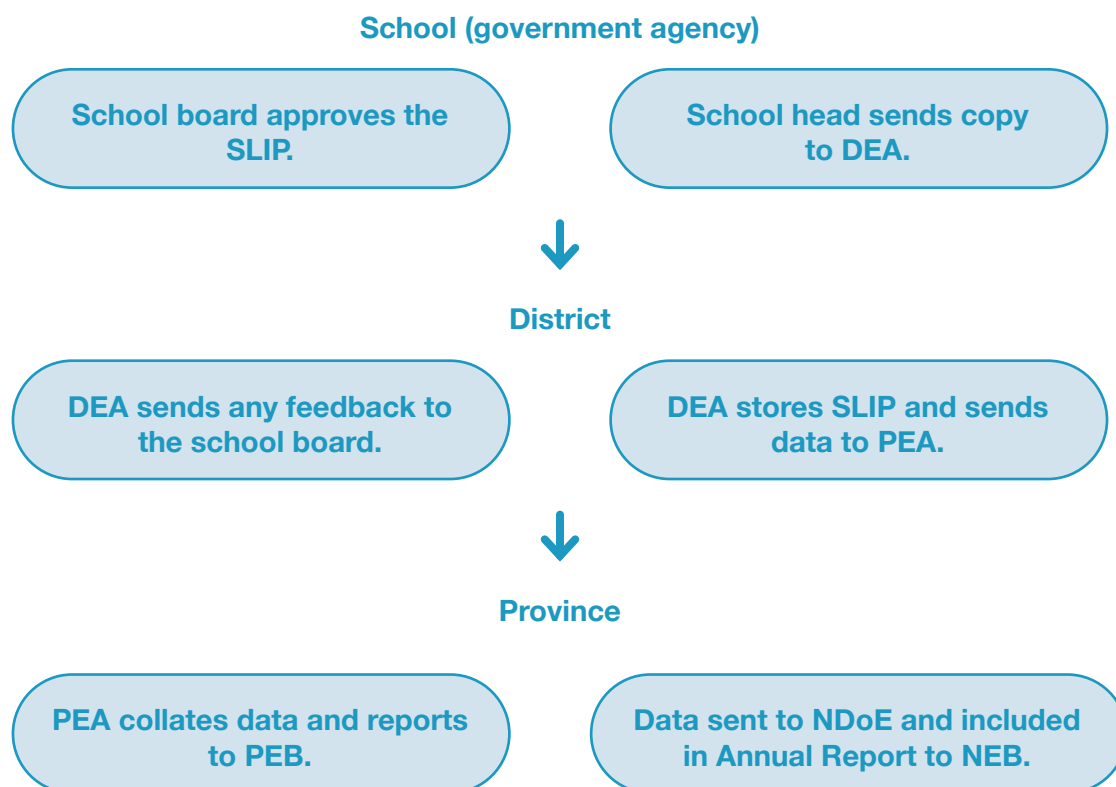 School (government agency)
School board approves the
SLIP.
School head sends copy
to DEA.
District
DEA sends any feedback to
the school board.
DEA stores SLIP and sends
data to PEA.
Province
PEA collates data and reports
to PEB.
Data sent to NDoE and included
in Annual Report to NEB.